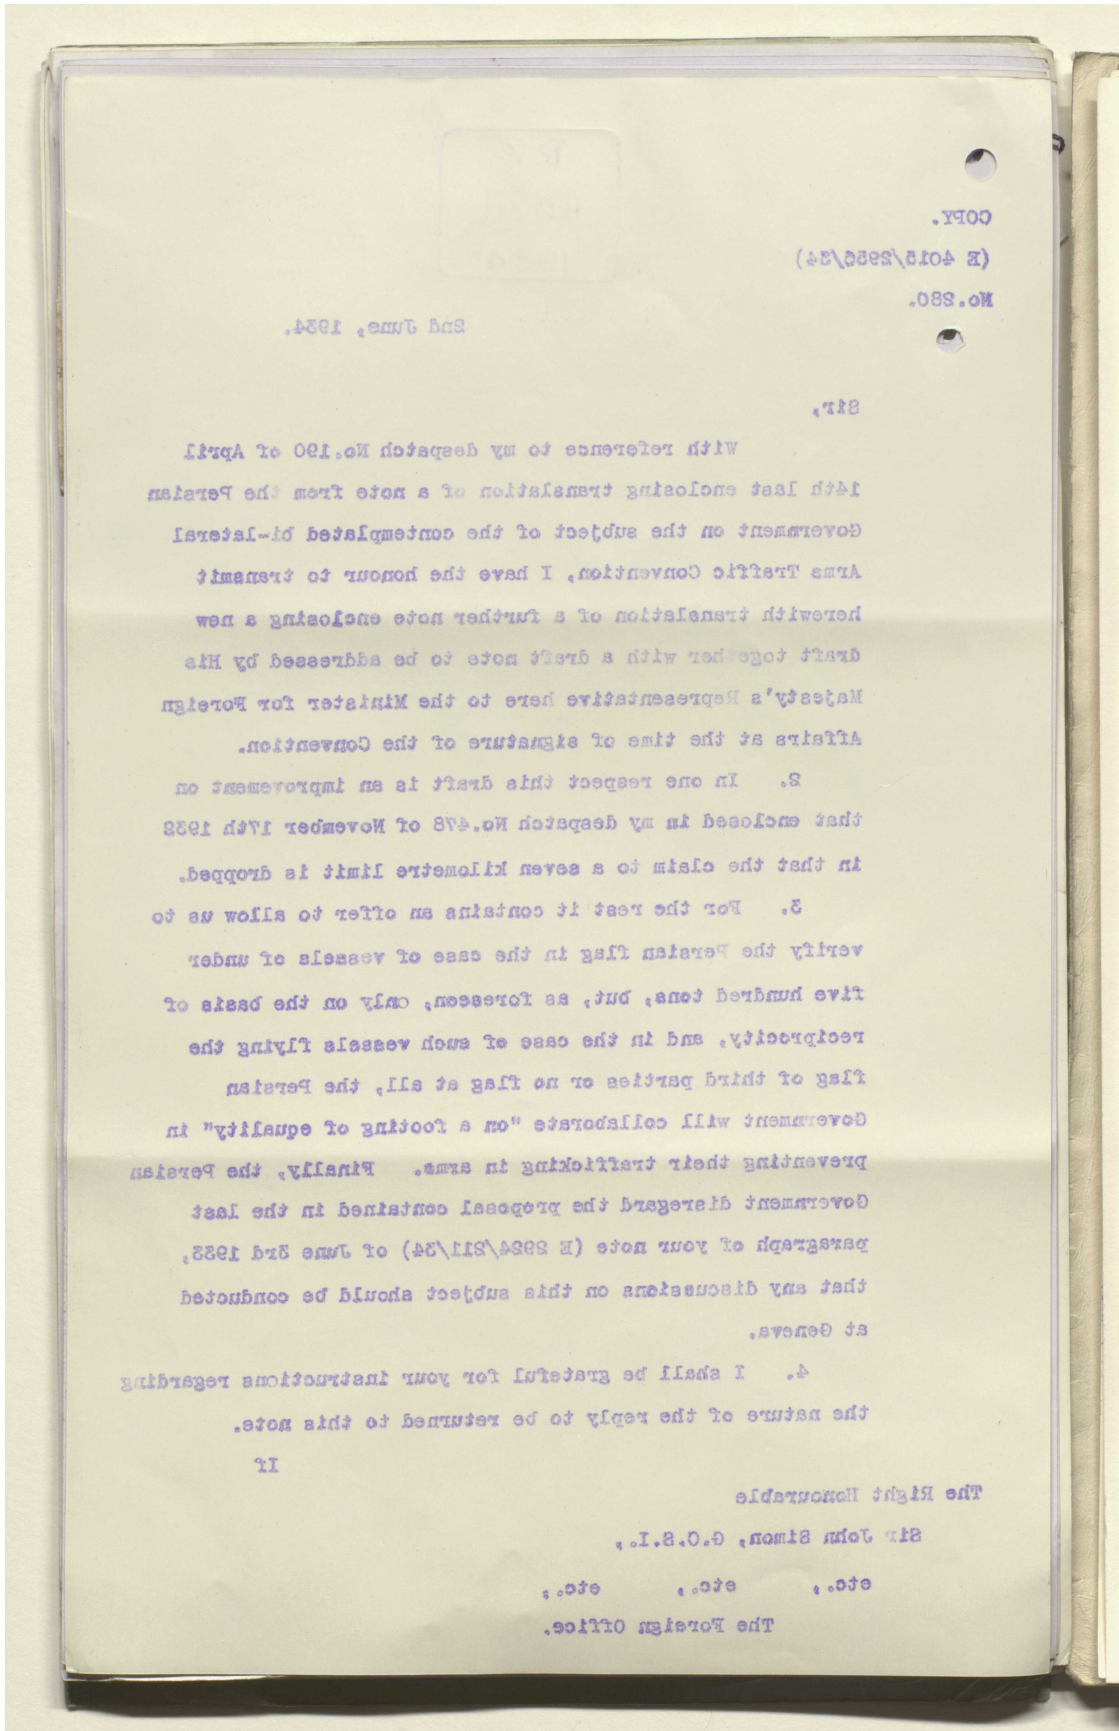 COPY.
(E 4015/2956/34)
No.280.
2nd June, 1934.
Sir,
With reference to my despatch No.190 of April
14th last enclosing translation of a note from the Persian
Government on the subject of the contemplated bi-lateral
Arms Traffic Convention, I have the honour to transmit
herewith translation of a further note enclosing a new
draft together with a draft note to be addressed by His
Majesty's Representative here to the Minister for Foreign
Affairs at the time of signature of the Convention.
2. In one respect this draft is an improvement on
that enclosed in my despatch No.478 of November 17th 1932
in that the claim to a seven kilometre limit is dropped.
3. For the rest it contains an offer to allow us to
verify the Persian flag in the case of vessels of under
five hundred tons, but, as foreseen, only on the basis of
reciprocity, and in the case of such vessels flying the
flag of third parties or no flag at all, the Persian
Government will collaborate "on a footing of equality" in
preventing their trafficking in arms. Finally, the Persian
Government disregard the proposal contained in the last
paragraph of your note (E 2924/211/34) of June 3rd 1933,
that any discussions on this subject should be conducted
at Geneva.
4. I shall be grateful for your instructions regarding
the nature of the reply to be returned to this note.
If
The Right Honourable
Sir John Simon, G.C.S.I.,
etc., etc., etc.,
The Foreign Office.